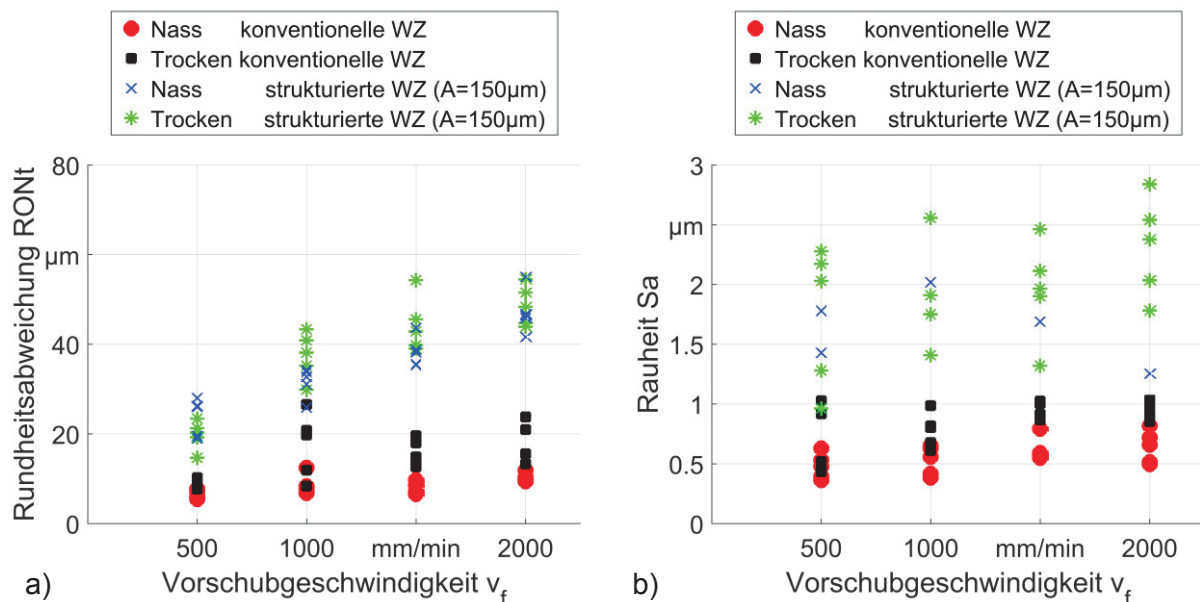 Nass konventionelle WZ
Trocken konventionelle WZ
Nass strukturierte WZ (A=150µm)
Trocken strukturierte WZ (A=150µm)
80
µm
40
20
0
Rundheitsabweichung RONt
500 1000 mm/min 2000
Vorschubgeschwindigkeit v_f
a)
Nass konventionelle WZ
Trocken konventionelle WZ
Nass strukturierte WZ (A=150µm)
Trocken strukturierte WZ (A=150µm)
3
µm
2
1.5
1
0.5
0
Rauheit Sa
500 1000 mm/min 2000
Vorschubgeschwindigkeit v_f
b)